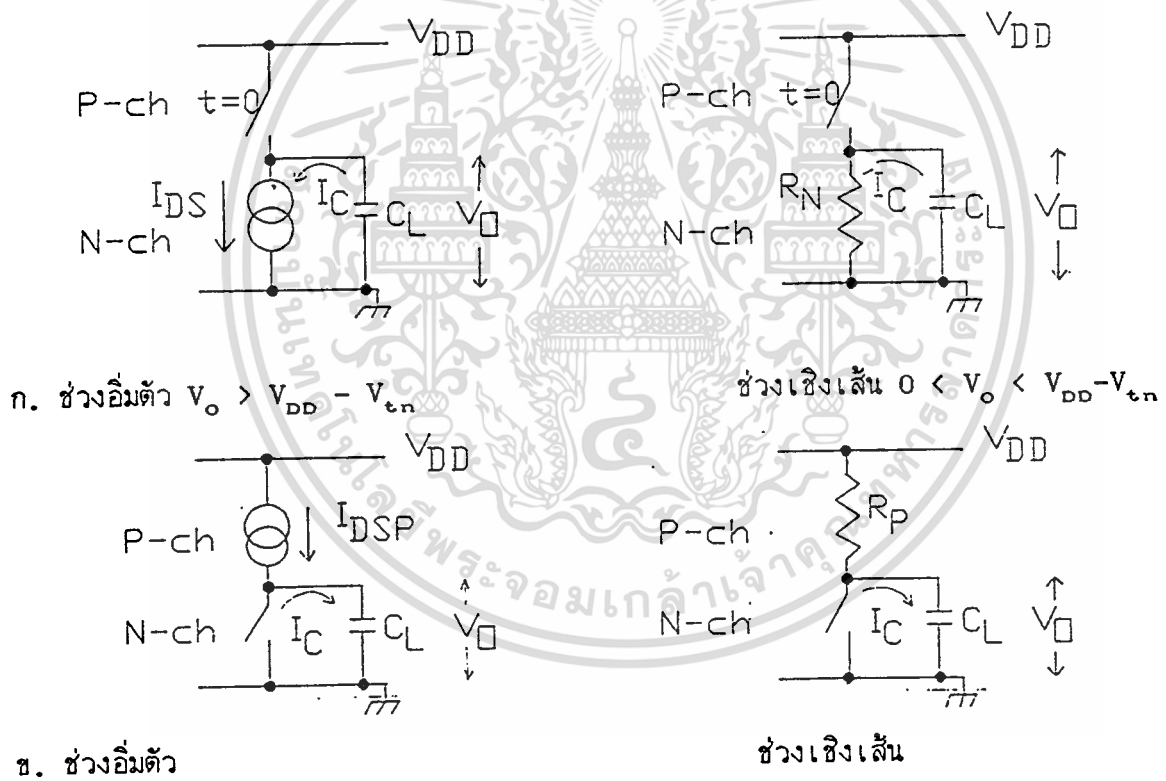 V_DD
V_DD
P-ch t=0
P-ch t=0
I_DS I_C C_L V_O
R_N I_C C_L V_O
N-ch
N-ch
ก. ช่วงอิ่มตัว V_o > V_DD - V_tn
ช่วงเชิงเส้น 0 < V_o < V_DD-V_tn
V_DD
V_DD
P-ch I_DSP
P-ch R_P
N-ch I_C C_L V_O
N-ch I_C C_L V_O
ข. ช่วงอิ่มตัว
ช่วงเชิงเส้น